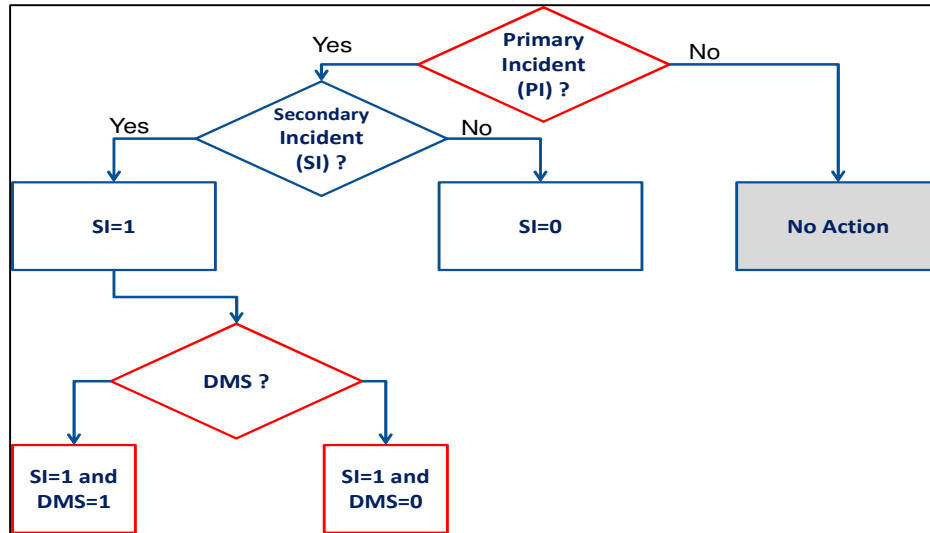 Primary
Incident
(PI) ?
Yes
No
Secondary
Incident
(SI) ?
Yes
No
SI=1
SI=0
No Action
DMS ?
SI=1 and
DMS=1
SI=1 and
DMS=0